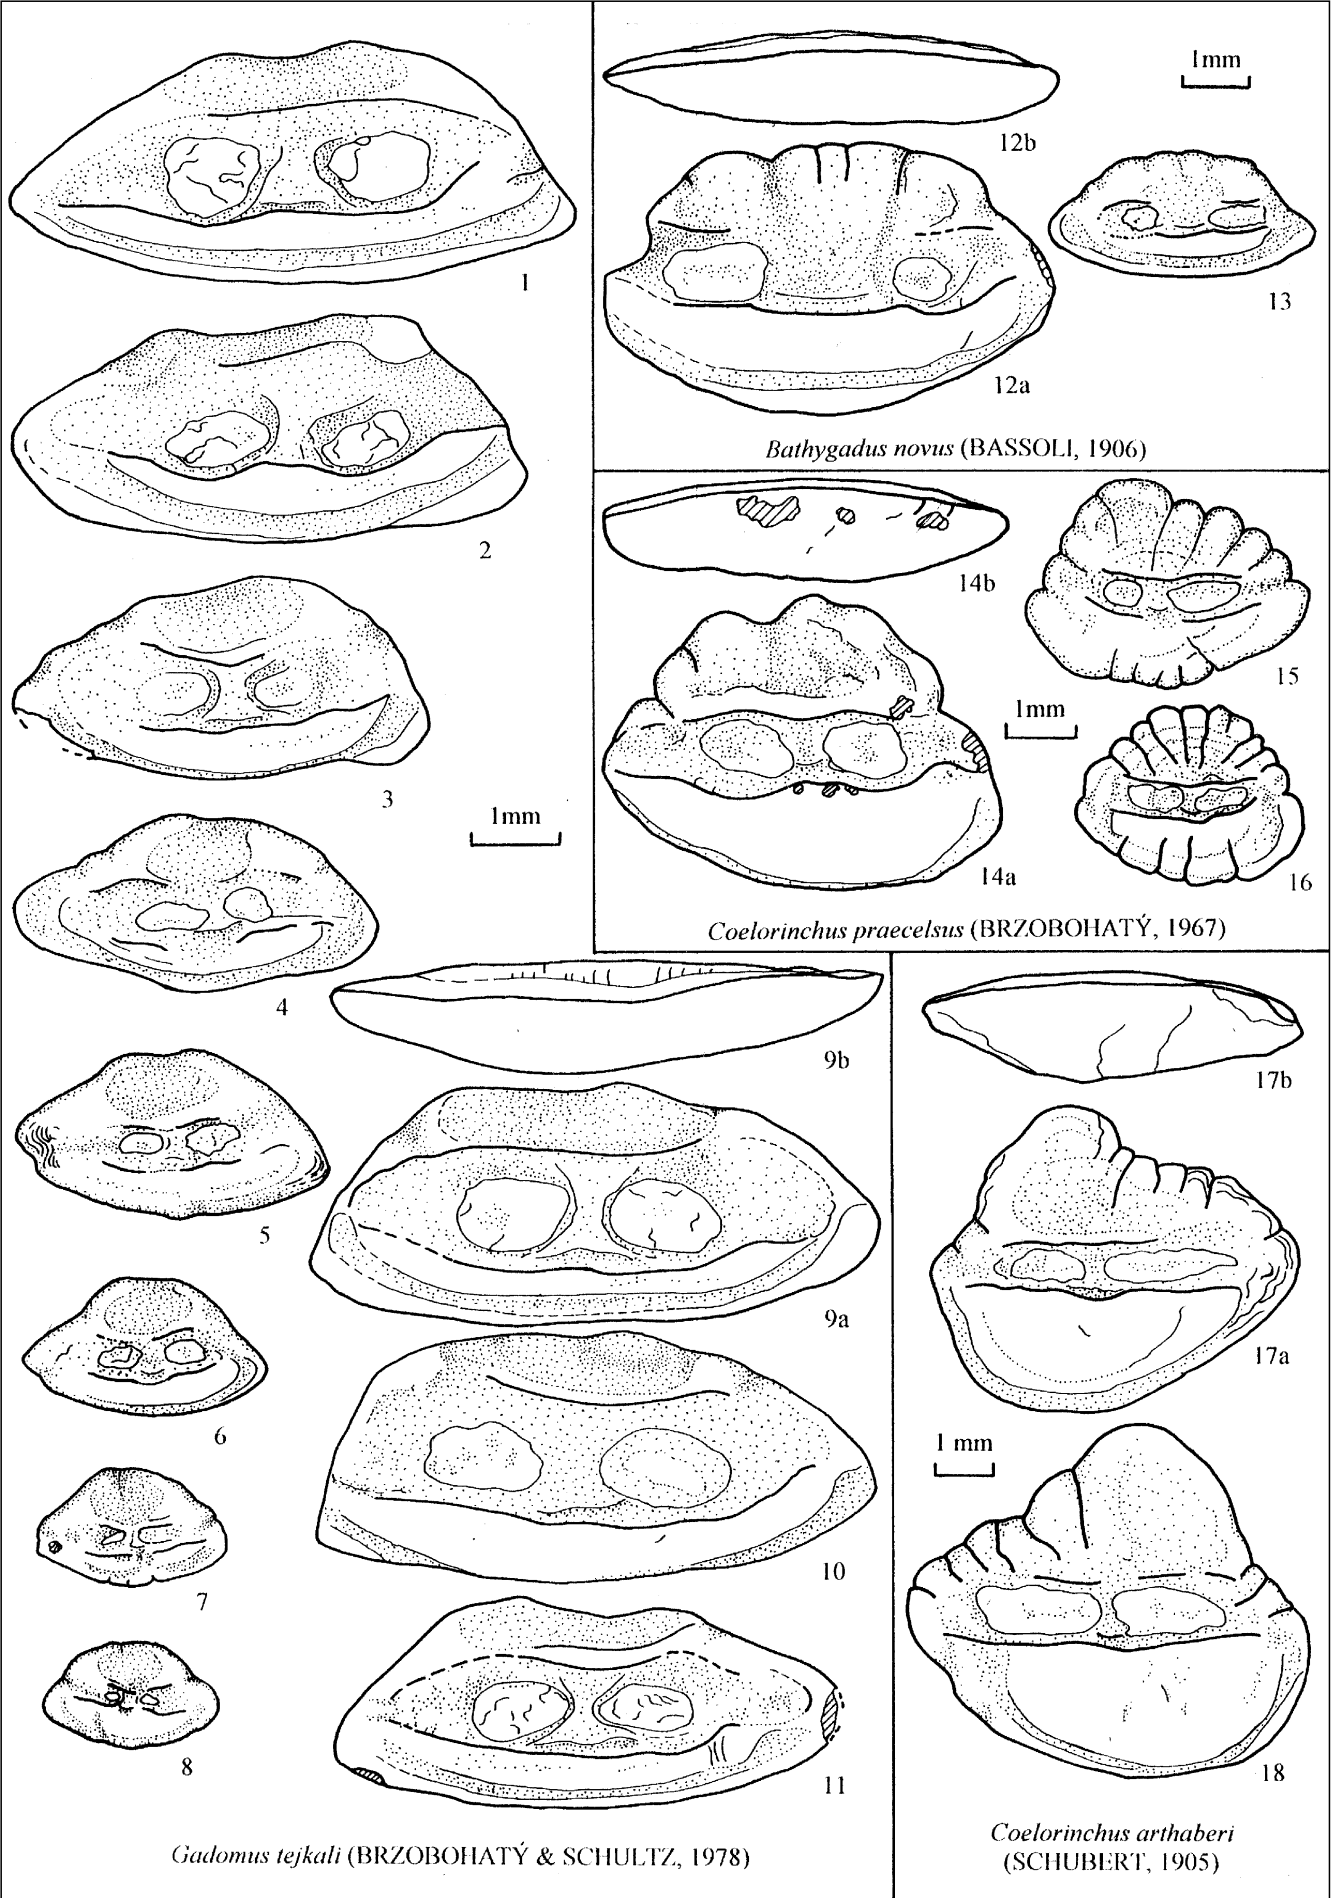 1
2
3
1mm
4
5
6
7
8
9b
9a
10
11
Gadomus tejkali (BRZOBOHATÝ & SCHULTZ, 1978)
12b
1mm
13
12a
Bathygadus novus (BASSOLI, 1906)
14b
15
1mm
14a
16
Coelorinchus praecelsus (BRZOBOHATÝ, 1967)
17b
17a
1 mm
18
Coelorinchus arthaberi
(SCHUBERT, 1905)